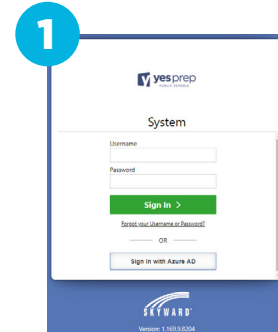 1
yesprep
PUBLIC SCHOOLS
System
Username
Password
Sign In >
Forgot your Username or Password?
OR
Sign In with Azure AD
SKYWARD
Version: 1.169.9.8204